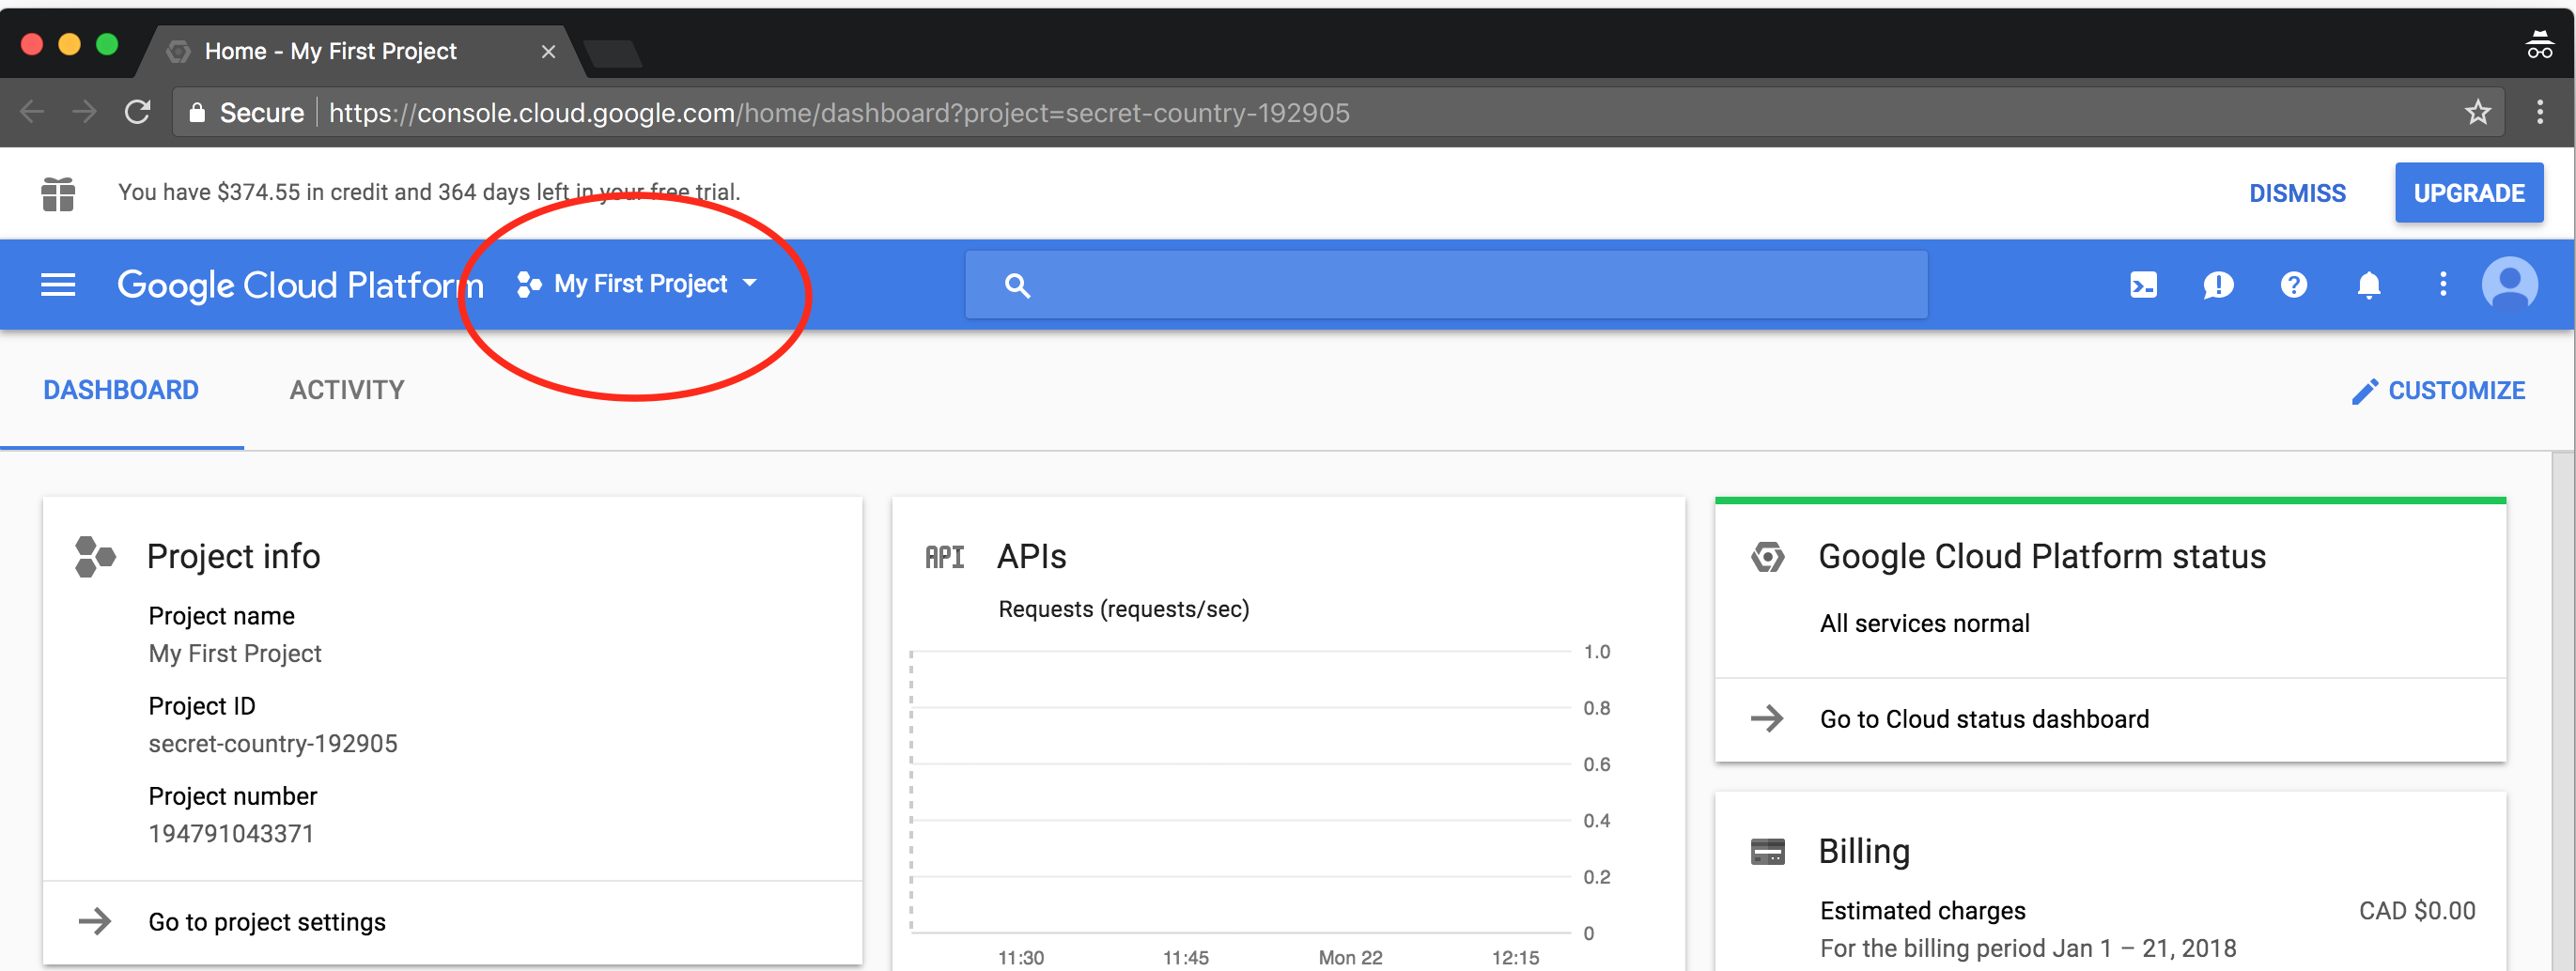 Home - My First Project
Secure https://console.cloud.google.com/home/dashboard?project=secret-country-192905
You have $374.55 in credit and 364 days left in your free trial.
DISMISS
UPGRADE
Google Cloud Platform
My First Project
DASHBOARD
ACTIVITY
CUSTOMIZE
Project info
Project name
My First Project
Project ID
secret-country-192905
Project number
194791043371
Go to project settings
API APIs
Requests (requests/sec)
1.0
0.8
0.6
0.4
0.2
0
11:30 11:45 Mon 22 12:15
Google Cloud Platform status
All services normal
Go to Cloud status dashboard
Billing
Estimated charges CAD $0.00
For the billing period Jan 1 – 21, 2018